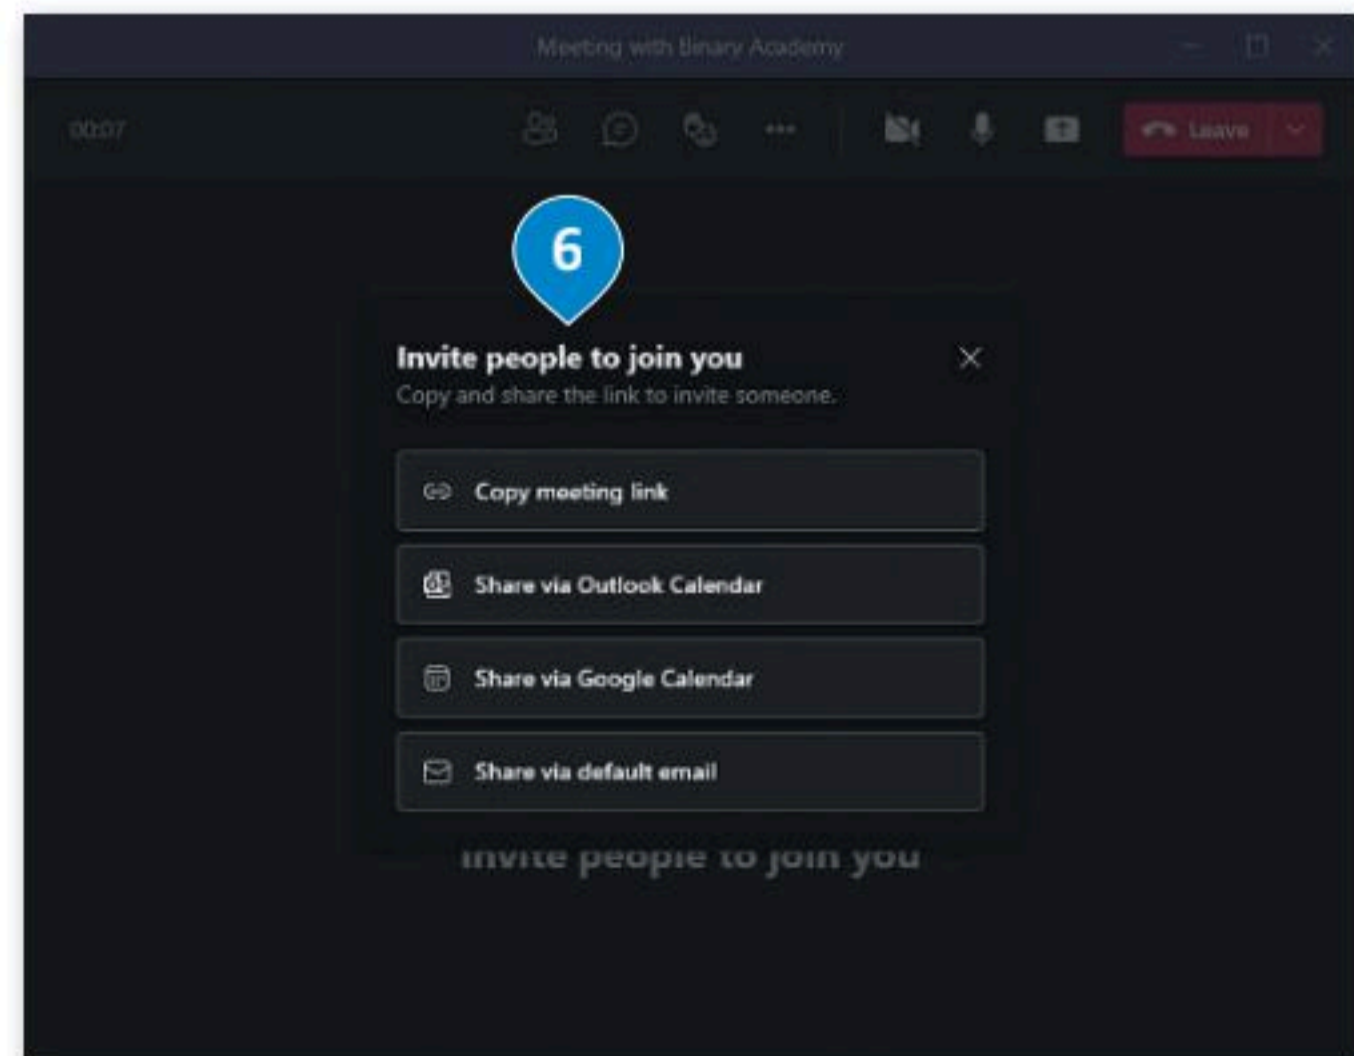 Meeting with Binary Academy
00:07
Leave
6
Invite people to join you
Copy and share the link to invite someone.
Copy meeting link
Share via Outlook Calendar
Share via Google Calendar
Share via default email
Invite people to join you